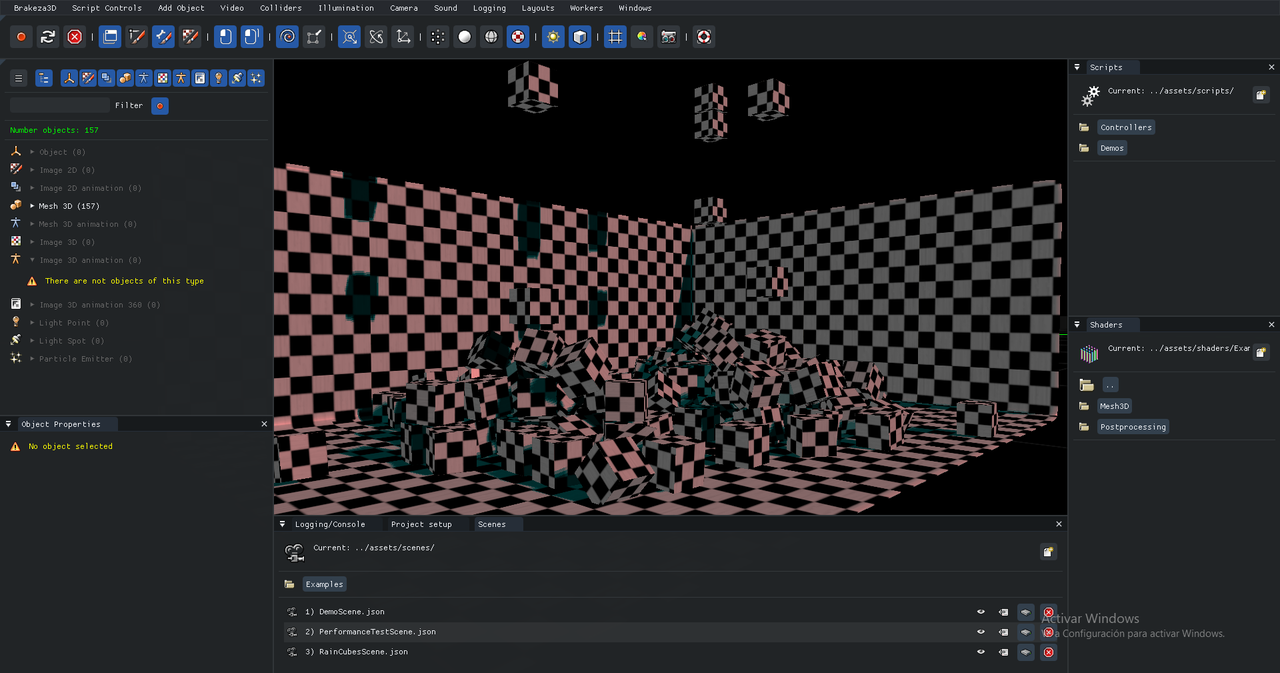 Brakeza3D Script Controls Add Object Video Colliders Illumination Camera Sound Logging Layouts Workers Windows
Filter
Number objects: 157
Object (0)
Image 2D (0)
Image 2D animation (0)
Mesh 3D (157)
Mesh 3D animation (0)
Image 3D (0)
Image 3D animation (0)
There are not objects of this type
Image 3D animation 360 (0)
Light Point (0)
Light Spot (0)
Particle Emitter (0)
Object Properties
No object selected
Logging/Console Project setup Scenes
Current: ../assets/scenes/
Examples
1) DemoScene.json
2) PerformanceTestScene.json
3) RainCubesScene.json
Scripts
Current: ../assets/scripts/
Controllers
Demos
Shaders
Current: ../assets/shaders/Exar
..
Mesh3D
Postprocessing
Activar Windows
a Configuración para activar Windows.